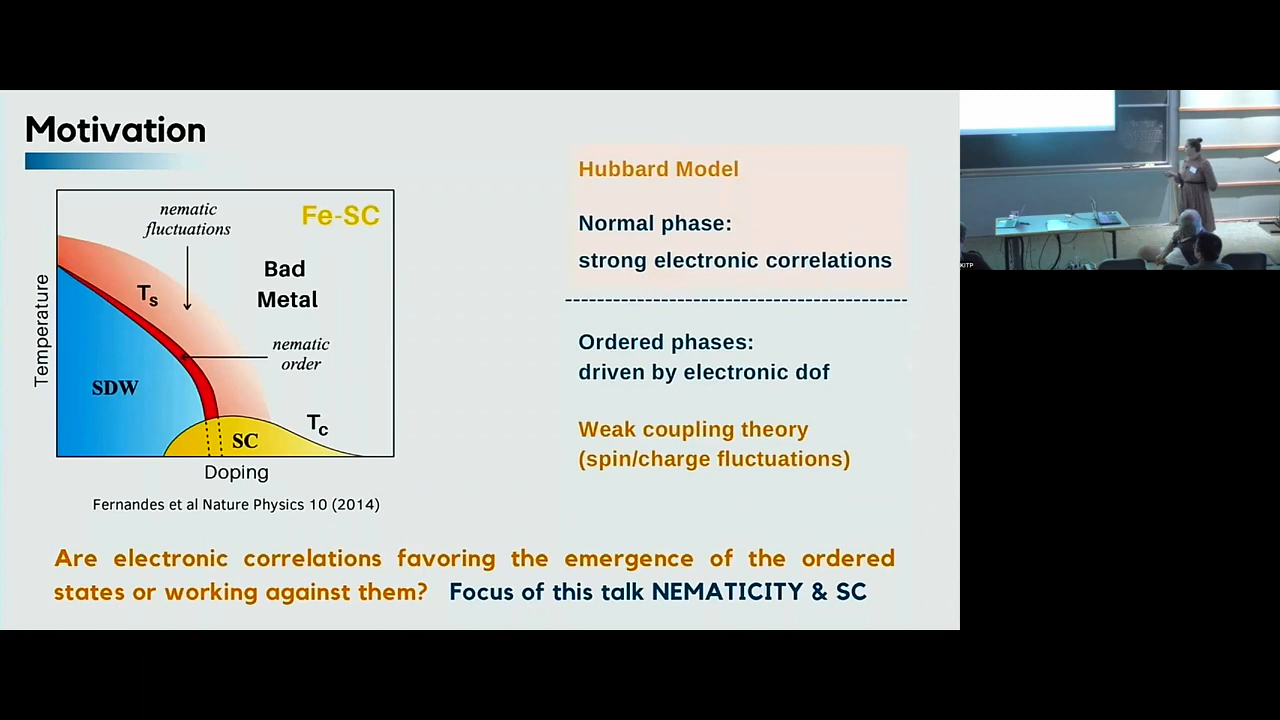 Motivation
nematic
fluctuations
Fe-SC
Bad
Metal
Ts
nematic
order
SDW
Tc
SC
Temperature
Doping
Fernandes et al Nature Physics 10 (2014)
Hubbard Model
Normal phase:
strong electronic correlations
Ordered phases:
driven by electronic dof
Weak coupling theory
(spin/charge fluctuations)
Are electronic correlations favoring the emergence of the ordered
states or working against them? Focus of this talk NEMATICITY & SC
KITP